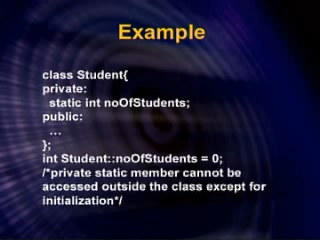 Example
class Student{
private:
  static int noOfStudents;
public:
  …
};
int Student::noOfStudents = 0;
/*private static member cannot be
accessed outside the class except for
initialization*/